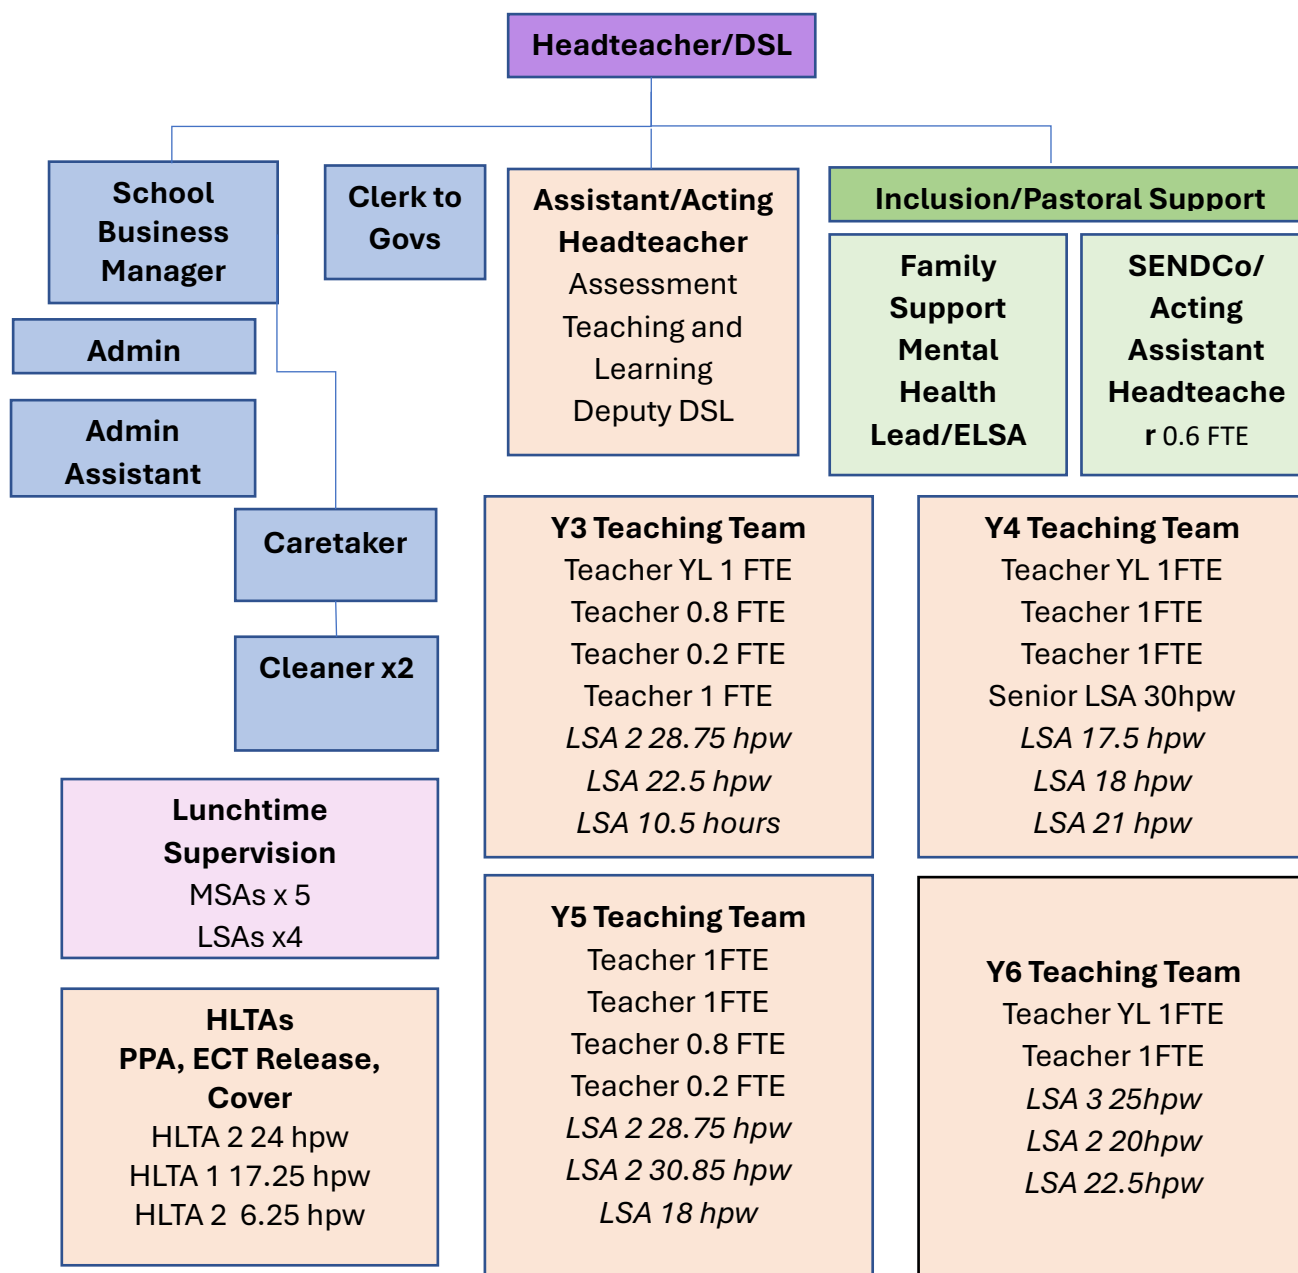 Headteacher/DSL
School
Business
Manager
Clerk to
Govs
Assistant/Acting
Headteacher
Assessment
Teaching and
Learning
Deputy DSL
Inclusion/Pastoral Support
Family
Support
Mental
Health
Lead/ELSA
SENDCo/
Acting
Assistant
Headteache
r 0.6 FTE
Admin
Admin
Assistant
Caretaker
Cleaner x2
Y3 Teaching Team
Teacher YL 1 FTE
Teacher 0.8 FTE
Teacher 0.2 FTE
Teacher 1 FTE
LSA 2 28.75 hpw
LSA 22.5 hpw
LSA 10.5 hours
Y4 Teaching Team
Teacher YL 1FTE
Teacher 1FTE
Teacher 1FTE
Senior LSA 30hpw
LSA 17.5 hpw
LSA 18 hpw
LSA 21 hpw
Lunchtime
Supervision
MSAs x 5
LSAs x4
Y5 Teaching Team
Teacher 1FTE
Teacher 1FTE
Teacher 0.8 FTE
Teacher 0.2 FTE
LSA 2 28.75 hpw
LSA 2 30.85 hpw
LSA 18 hpw
Y6 Teaching Team
Teacher YL 1FTE
Teacher 1FTE
LSA 3 25hpw
LSA 2 20hpw
LSA 22.5hpw
HLTAs
PPA, ECT Release,
Cover
HLTA 2 24 hpw
HLTA 1 17.25 hpw
HLTA 2  6.25 hpw